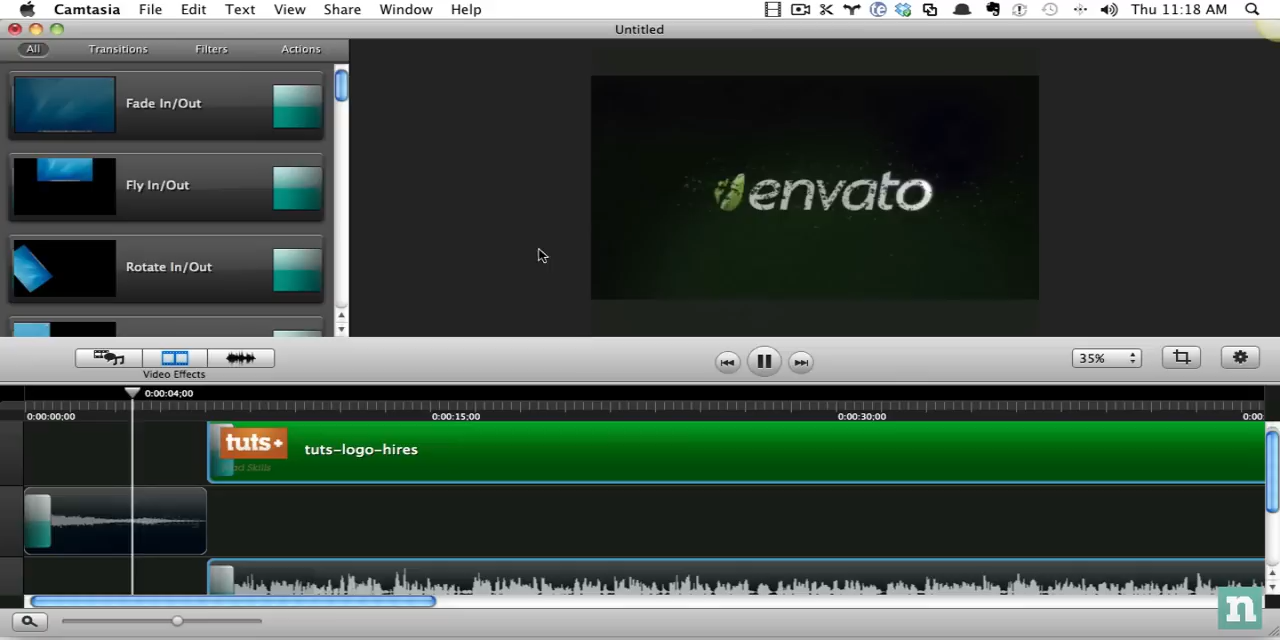 Camtasia File Edit Text View Share Window Help Thu 11:18 AM
Untitled
All Transitions Filters Actions
Fade In/Out
Fly In/Out
Rotate In/Out
envato
Video Effects
35%
0:00:04;00
0:00:00;00 0:00:15;00 0:00:30;00 0:00:
tuts+ tuts-logo-hires
Skills
n